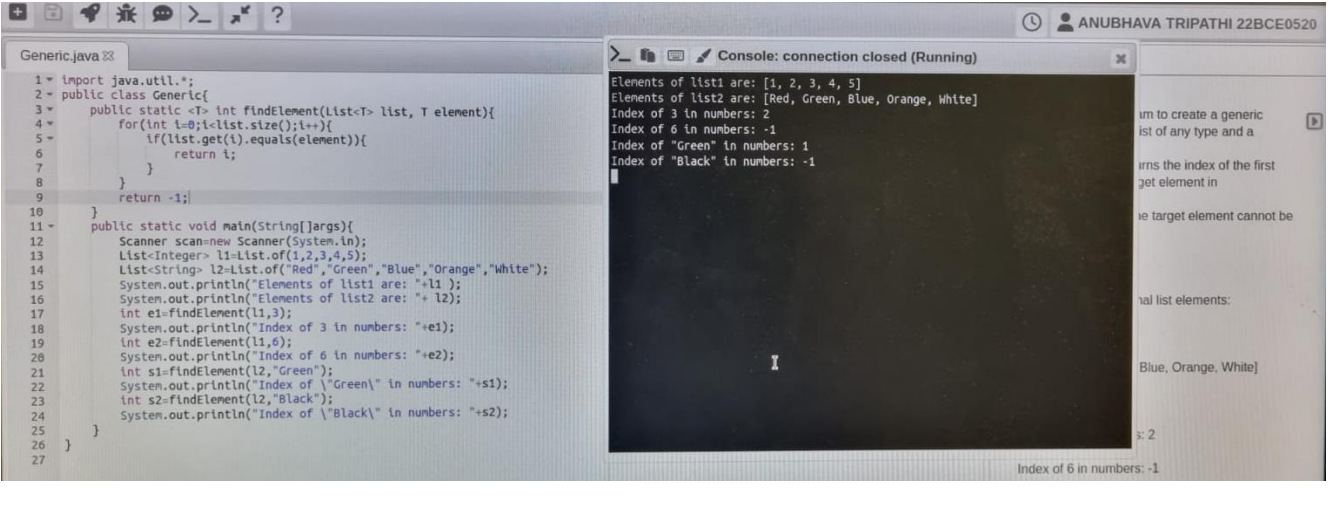 ANUBHAVA TRIPATHI 22BCE0520
Generic.java
1 import java.util.*;
2 public class Generic{
3 public static <T> int findElement(List<T> list, T element){
4 for(int i=0;i<list.size();i++){
5 if(list.get(i).equals(element)){
6 return i;
7 }
8 }
9 return -1;
10 }
11 public static void main(String[]args){
12 Scanner scan=new Scanner(System.in);
13 List<Integer> l1=List.of(1,2,3,4,5);
14 List<String> l2=List.of("Red","Green","Blue","Orange","White");
15 System.out.println("Elements of list1 are: "+l1 );
16 System.out.println("Elements of list2 are: "+ l2);
17 int e1=findElement(l1,3);
18 System.out.println("Index of 3 in numbers: "+e1);
19 int e2=findElement(l1,6);
20 System.out.println("Index of 6 in numbers: "+e2);
21 int s1=findElement(l2,"Green");
22 System.out.println("Index of \"Green\" in numbers: "+s1);
23 int s2=findElement(l2,"Black");
24 System.out.println("Index of \"Black\" in numbers: "+s2);
25 }
26 }
27
Console: connection closed (Running)
Elements of list1 are: [1, 2, 3, 4, 5]
Elements of list2 are: [Red, Green, Blue, Orange, White]
Index of 3 in numbers: 2
Index of 6 in numbers: -1
Index of "Green" in numbers: 1
Index of "Black" in numbers: -1
to create a generic
of any type and a
the index of the first
element in
target element cannot be
list elements:
Blue, Orange, White]
: 2
Index of 6 in numbers: -1